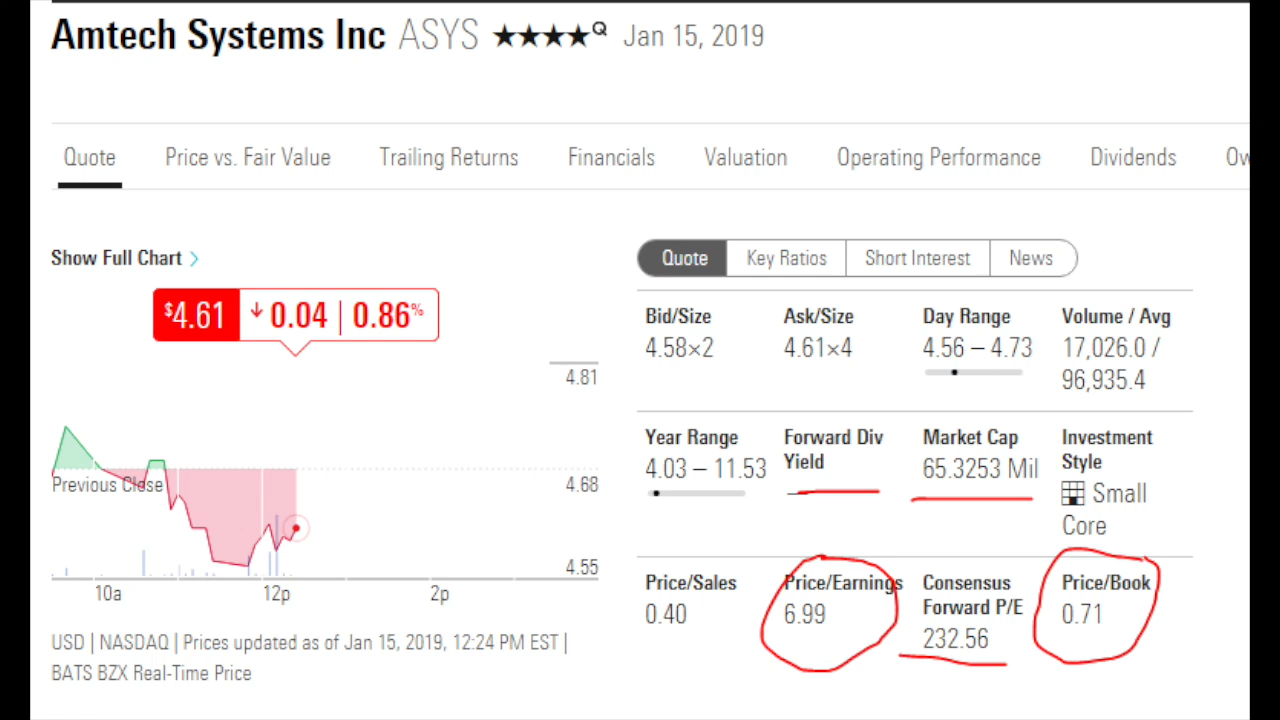 Amtech Systems Inc ASYS ★★★★Q Jan 15, 2019
Quote Price vs. Fair Value Trailing Returns Financials Valuation Operating Performance Dividends Ow
Show Full Chart >
$4.61 ↓ 0.04 | 0.86%
4.81
Previous Close 4.68
4.55
10a 12p 2p
USD | NASDAQ | Prices updated as of Jan 15, 2019, 12:24 PM EST |
BATS BZX Real-Time Price
Quote Key Ratios Short Interest News
Bid/Size Ask/Size Day Range Volume / Avg
4.58×2 4.61×4 4.56 – 4.73 17,026.0 /
96,935.4
Year Range Forward Div Market Cap Investment
4.03 – 11.53 Yield 65.3253 Mil Style
— Small
Core
Price/Sales Price/Earnings Consensus Price/Book
0.40 6.99 Forward P/E 0.71
232.56